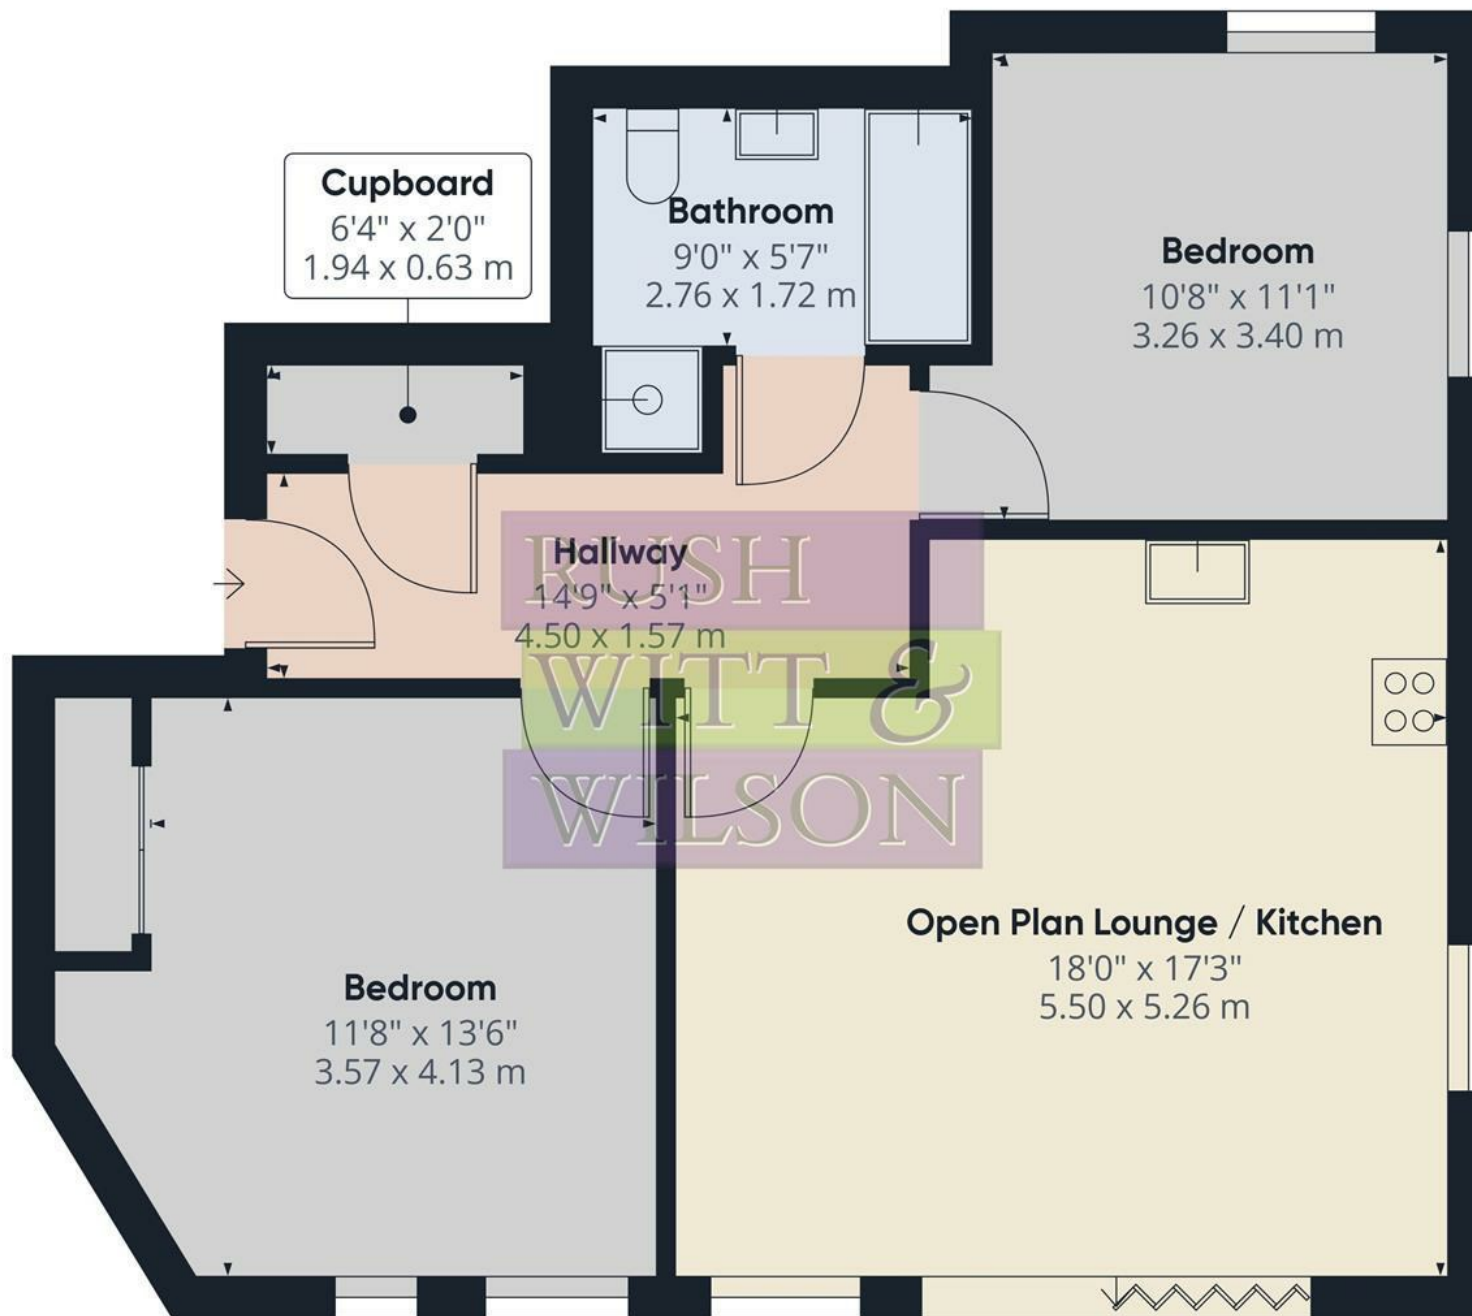 Cupboard
6'4" x 2'0"
1.94 x 0.63 m
Bathroom
9'0" x 5'7"
2.76 x 1.72 m
Bedroom
10'8" x 11'1"
3.26 x 3.40 m
Hallway
14'9" x 5'1"
4.50 x 1.57 m
RUSH
WITT &
WILSON
Open Plan Lounge / Kitchen
18'0" x 17'3"
5.50 x 5.26 m
Bedroom
11'8" x 13'6"
3.57 x 4.13 m